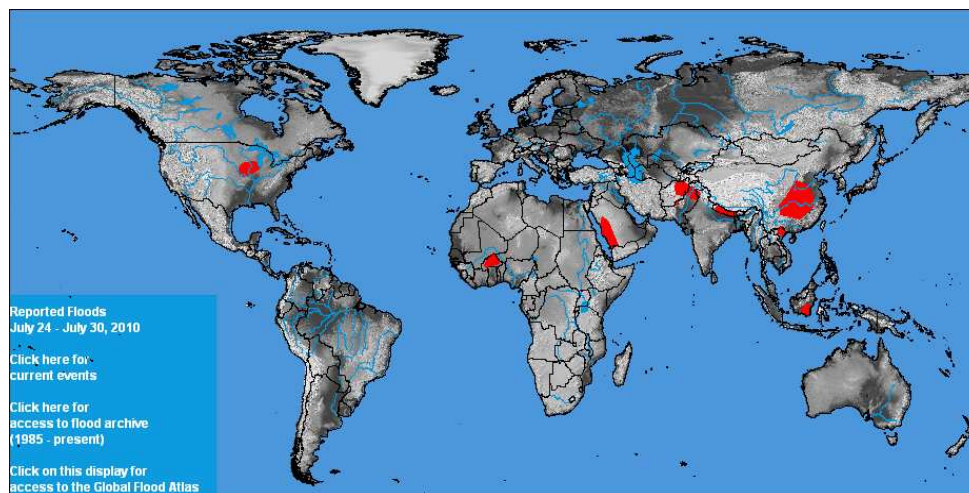 Reported Floods
July 24 - July 30, 2010
Click here for
current events
Click here for
access to flood archive
(1985 - present)
Click on this display for
access to the Global Flood Atlas